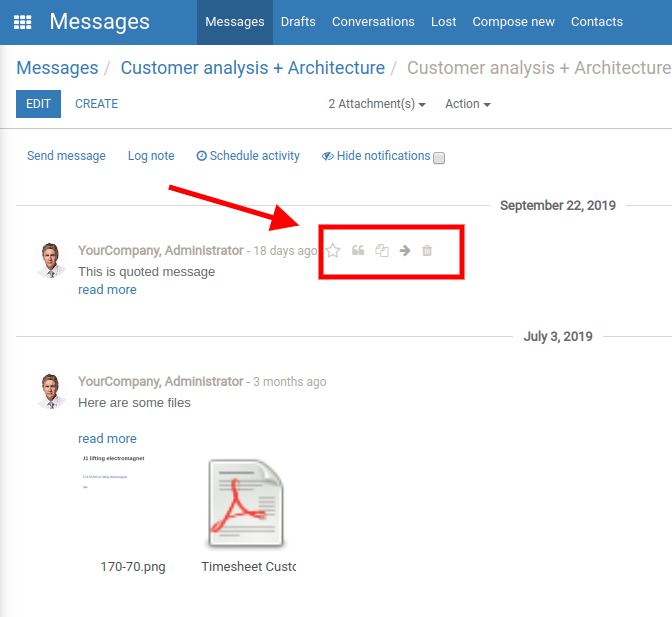 Messages Messages Drafts Conversations Lost Compose new Contacts
Messages / Customer analysis + Architecture / Customer analysis + Architecture
EDIT CREATE 2 Attachment(s) Action
Send message Log note Schedule activity Hide notifications
September 22, 2019
YourCompany, Administrator - 18 days ago
This is quoted message
read more
July 3, 2019
YourCompany, Administrator - 3 months ago
Here are some files
read more
J1 lifting electromagnet
170-70.png Timesheet Custo